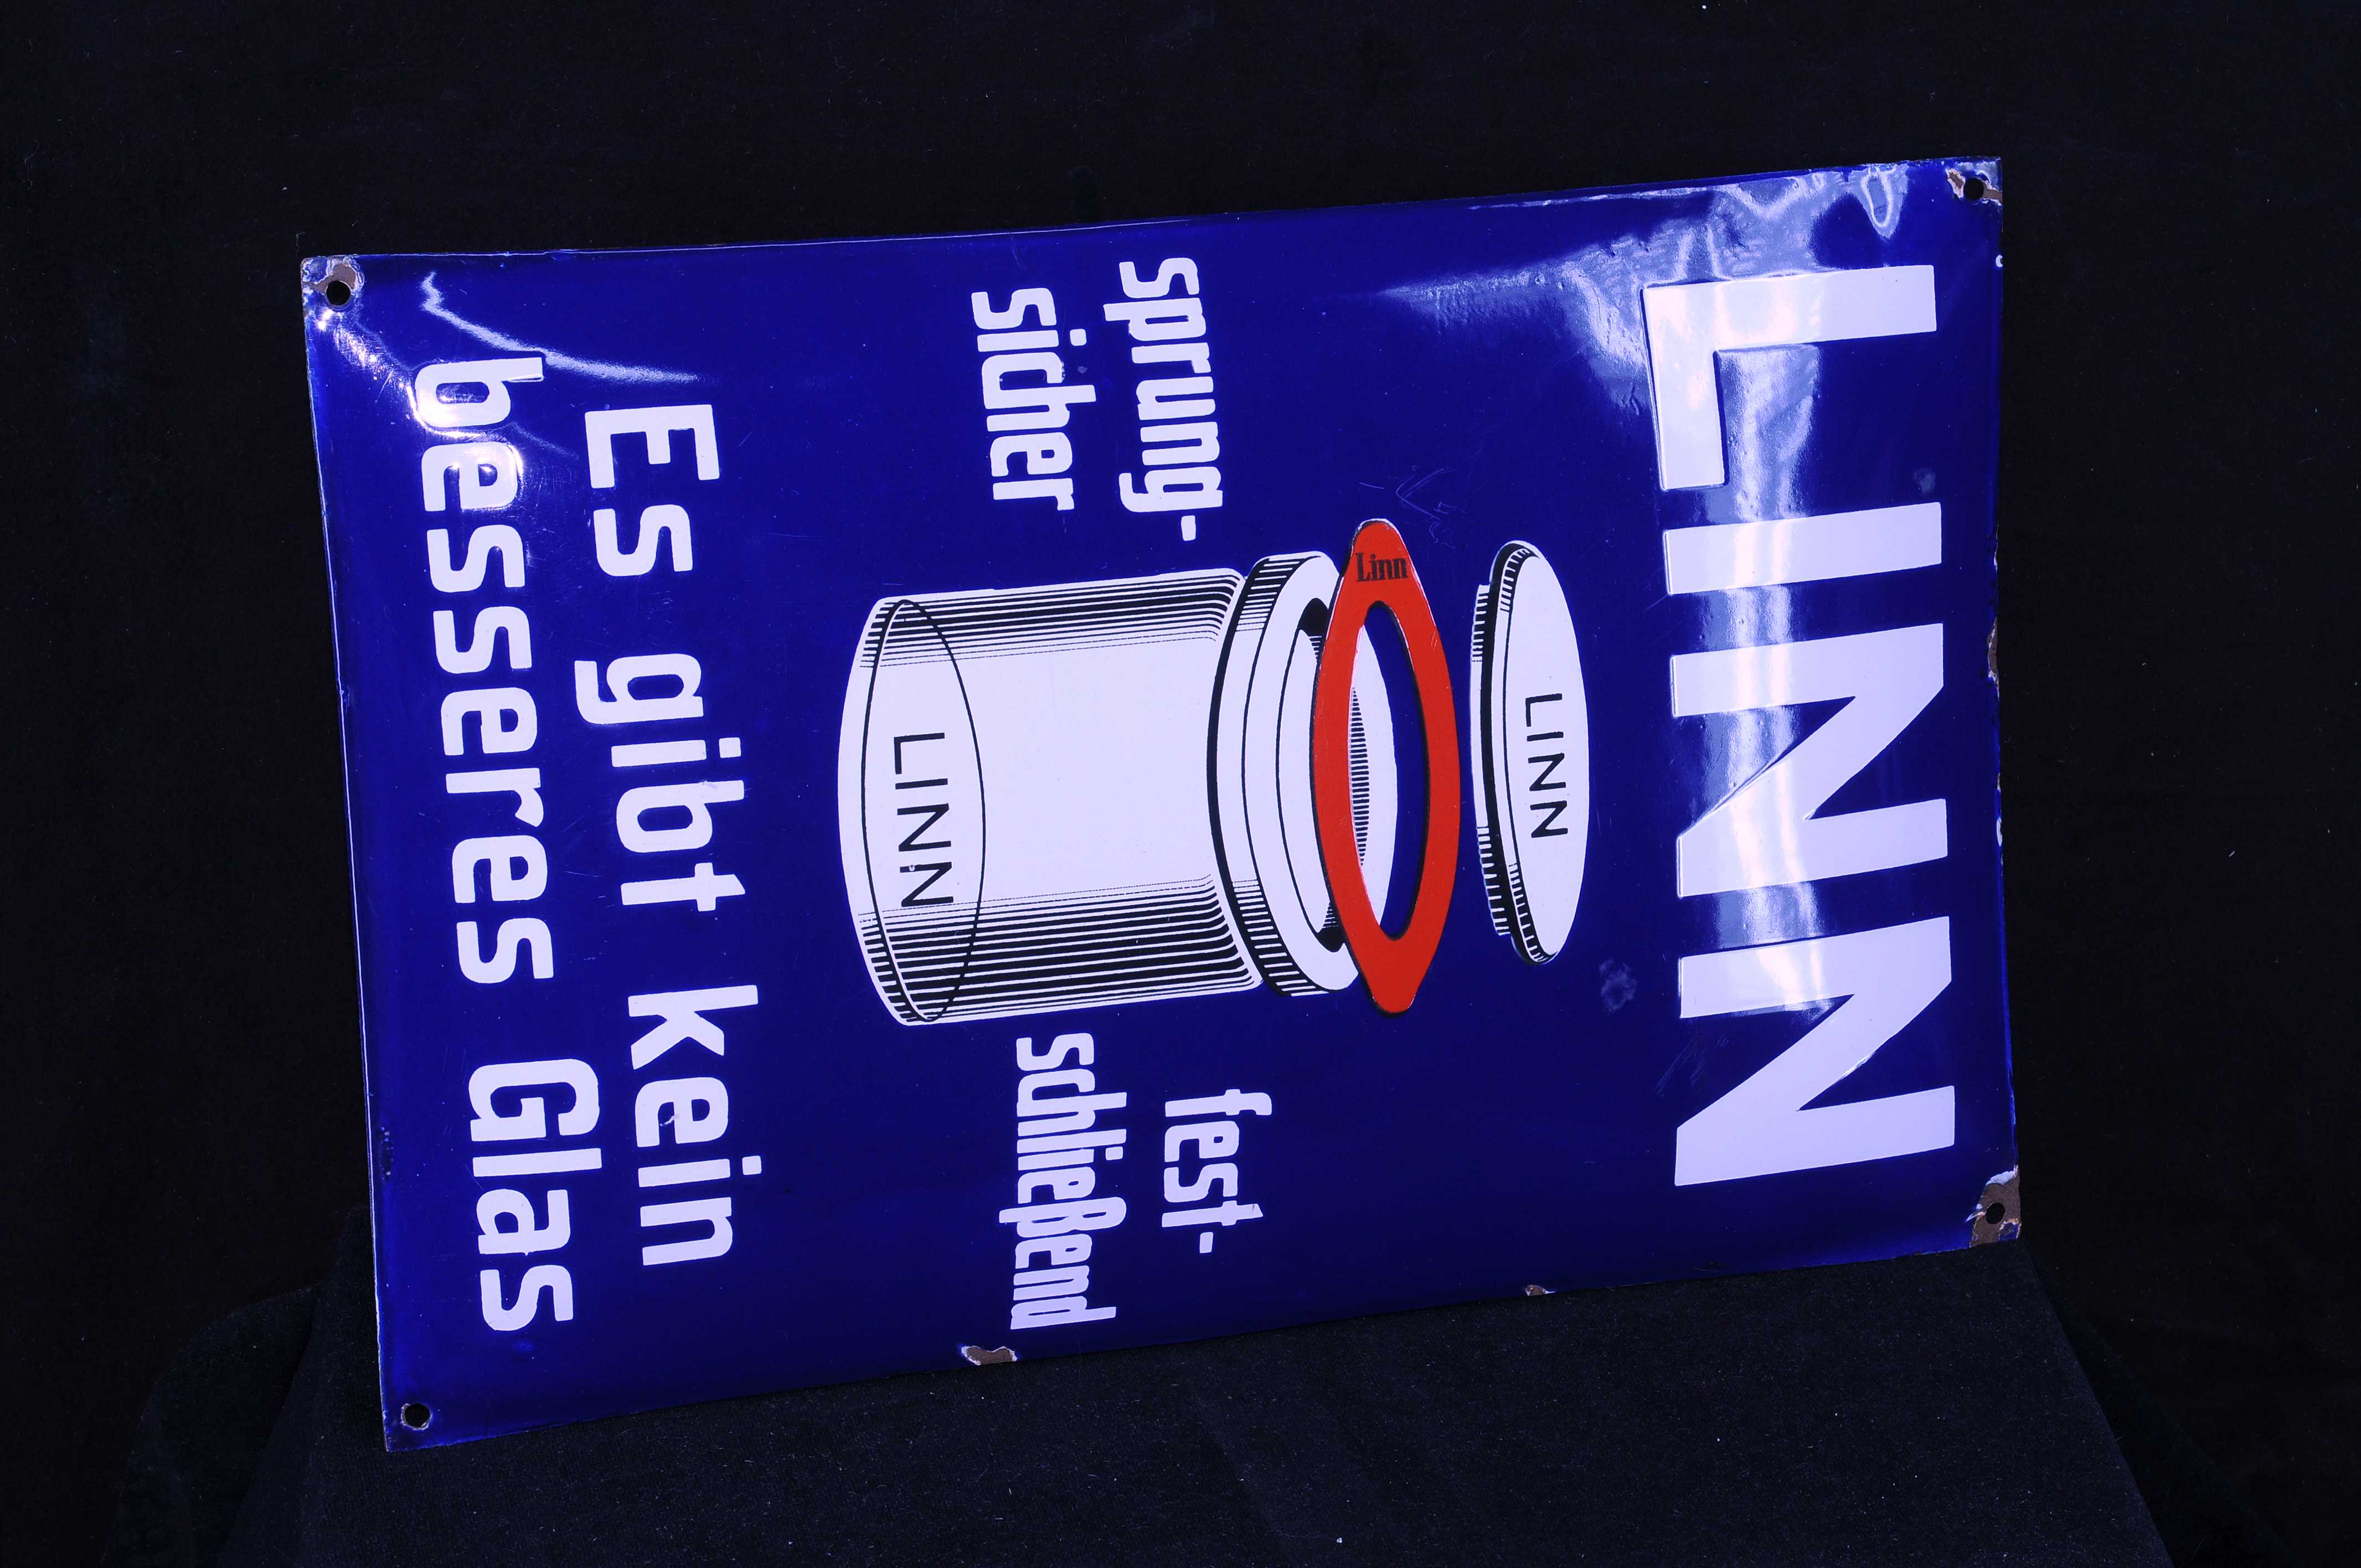 LINN
LINN
Linn
sprung-
sicher
fest-
schließend
LINN
Es gibt kein
besseres Glas